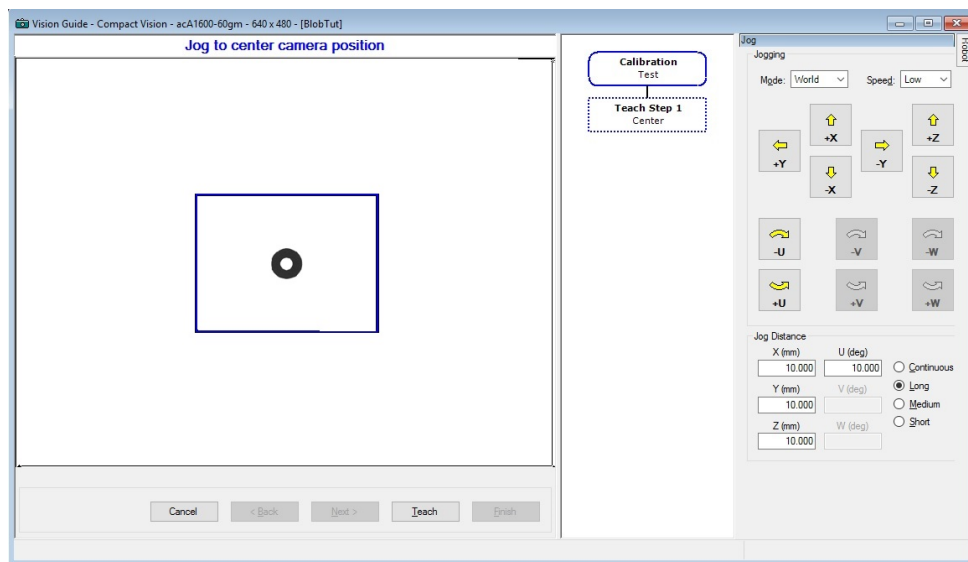 Vision Guide - Compact Vision - acA1600-60gm - 640 x 480 - [BlobTut]
Jog to center camera position
Calibration
Test
Teach Step 1
Center
Cancel
< Back
Next >
Teach
Finish
Robot
Jog
Jogging
Mode: World
Speed: Low
+X
+Z
+Y
-Y
-X
-Z
-U
-V
-W
+U
+V
+W
Jog Distance
X (mm)
U (deg)
10.000
10.000
Continuous
Y (mm)
V (deg)
Long
10.000
Medium
Z (mm)
W (deg)
Short
10.000